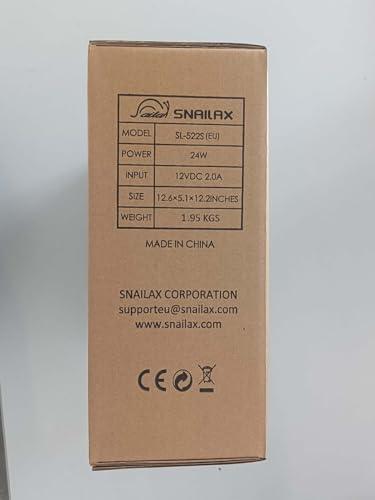 SNAILAX
MODEL SL-522S (EU)
POWER 24W
INPUT 12VDC 2.0A
SIZE 12.6×5.1×12.2INCHES
WEIGHT 1.95 KGS
MADE IN CHINA
SNAILAX CORPORATION
supporteu@snailax.com
www.snailax.com
CE